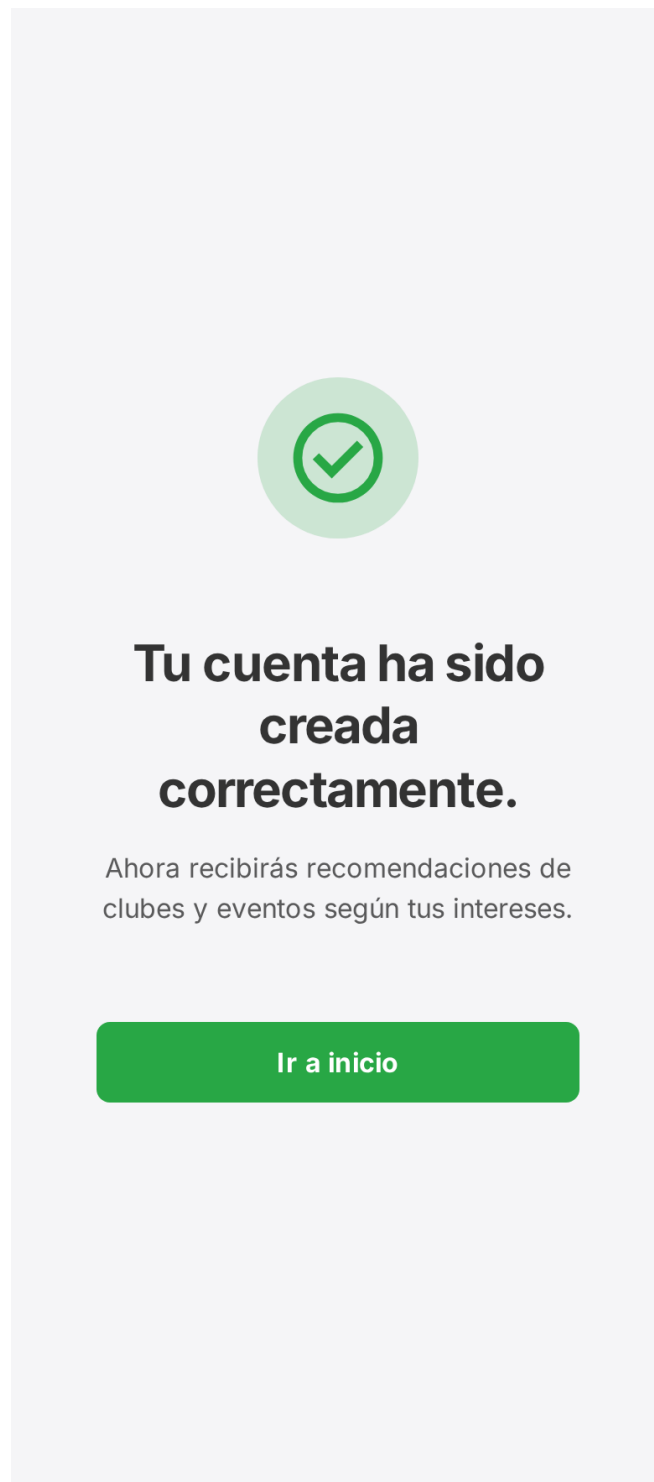 Tu cuenta ha sido
creada
correctamente.
Ahora recibirás recomendaciones de
clubes y eventos según tus intereses.
Ir a inicio